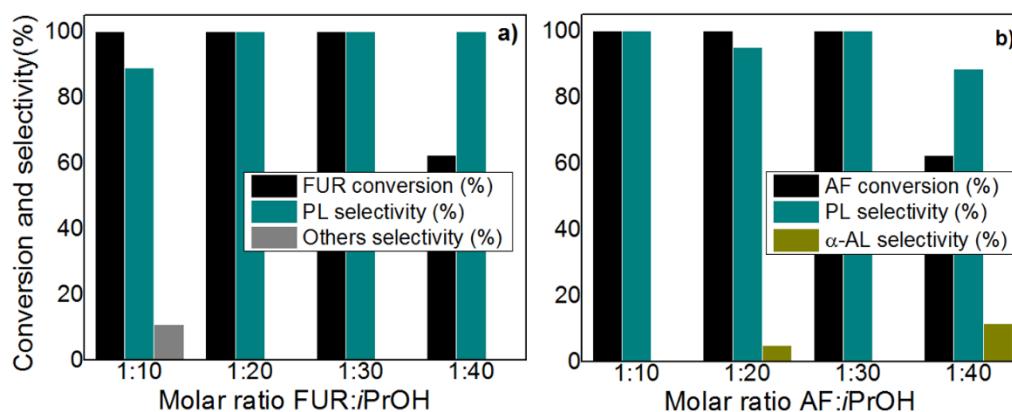 Conversion and selectivity(%)
100
80
60
40
20
0
a)
FUR conversion (%)
PL selectivity (%)
Others selectivity (%)
1:10 1:20 1:30 1:40
Molar ratio FUR:iPrOH
100
80
60
40
20
0
b)
AF conversion (%)
PL selectivity (%)
α-AL selectivity (%)
1:10 1:20 1:30 1:40
Molar ratio AF:iPrOH